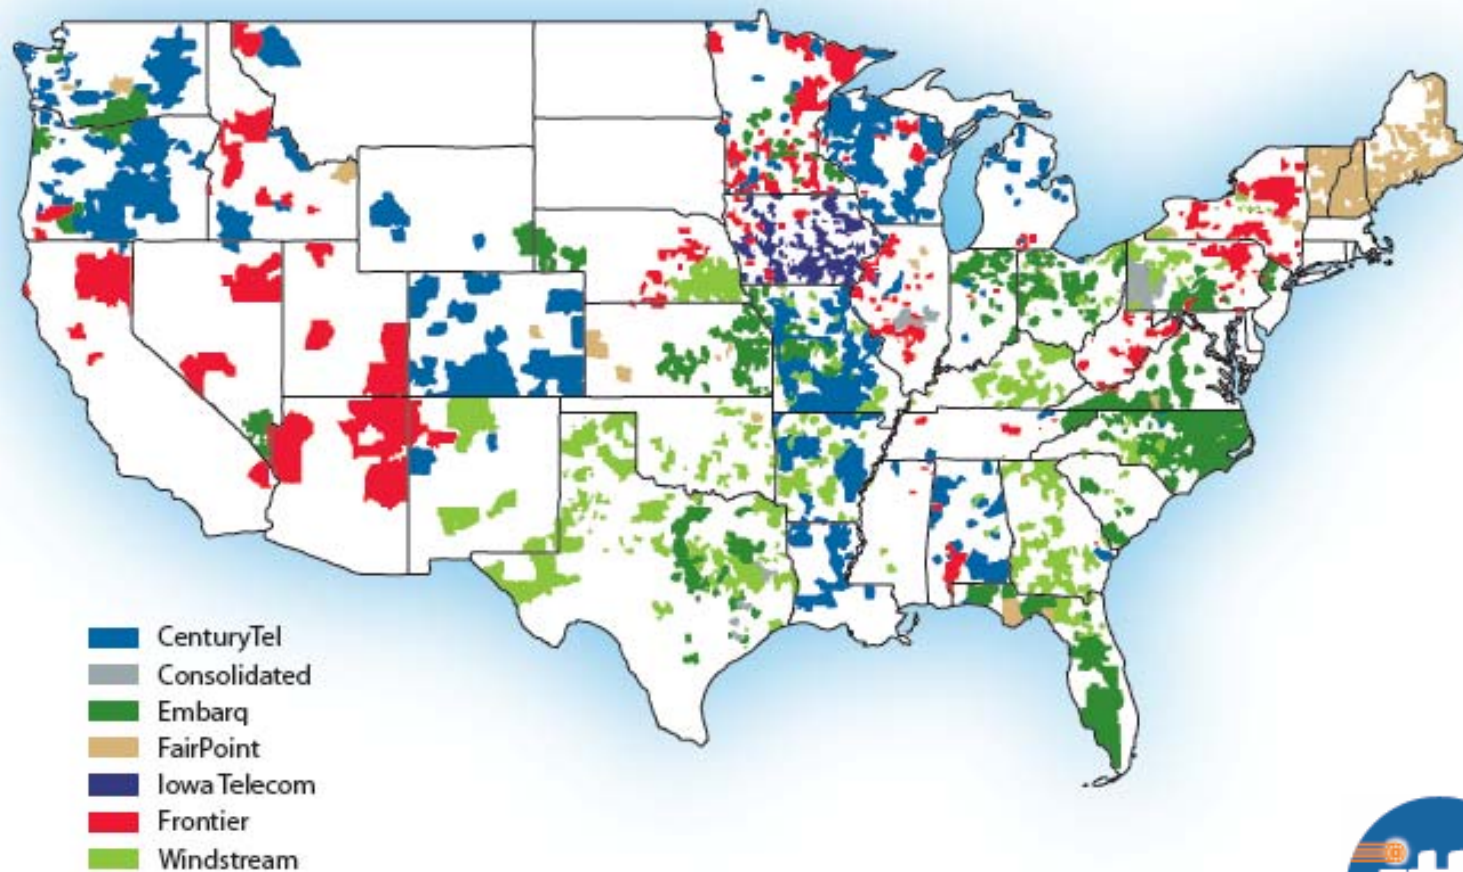 CenturyTel
Consolidated
Embarq
FairPoint
Iowa Telecom
Frontier
Windstream